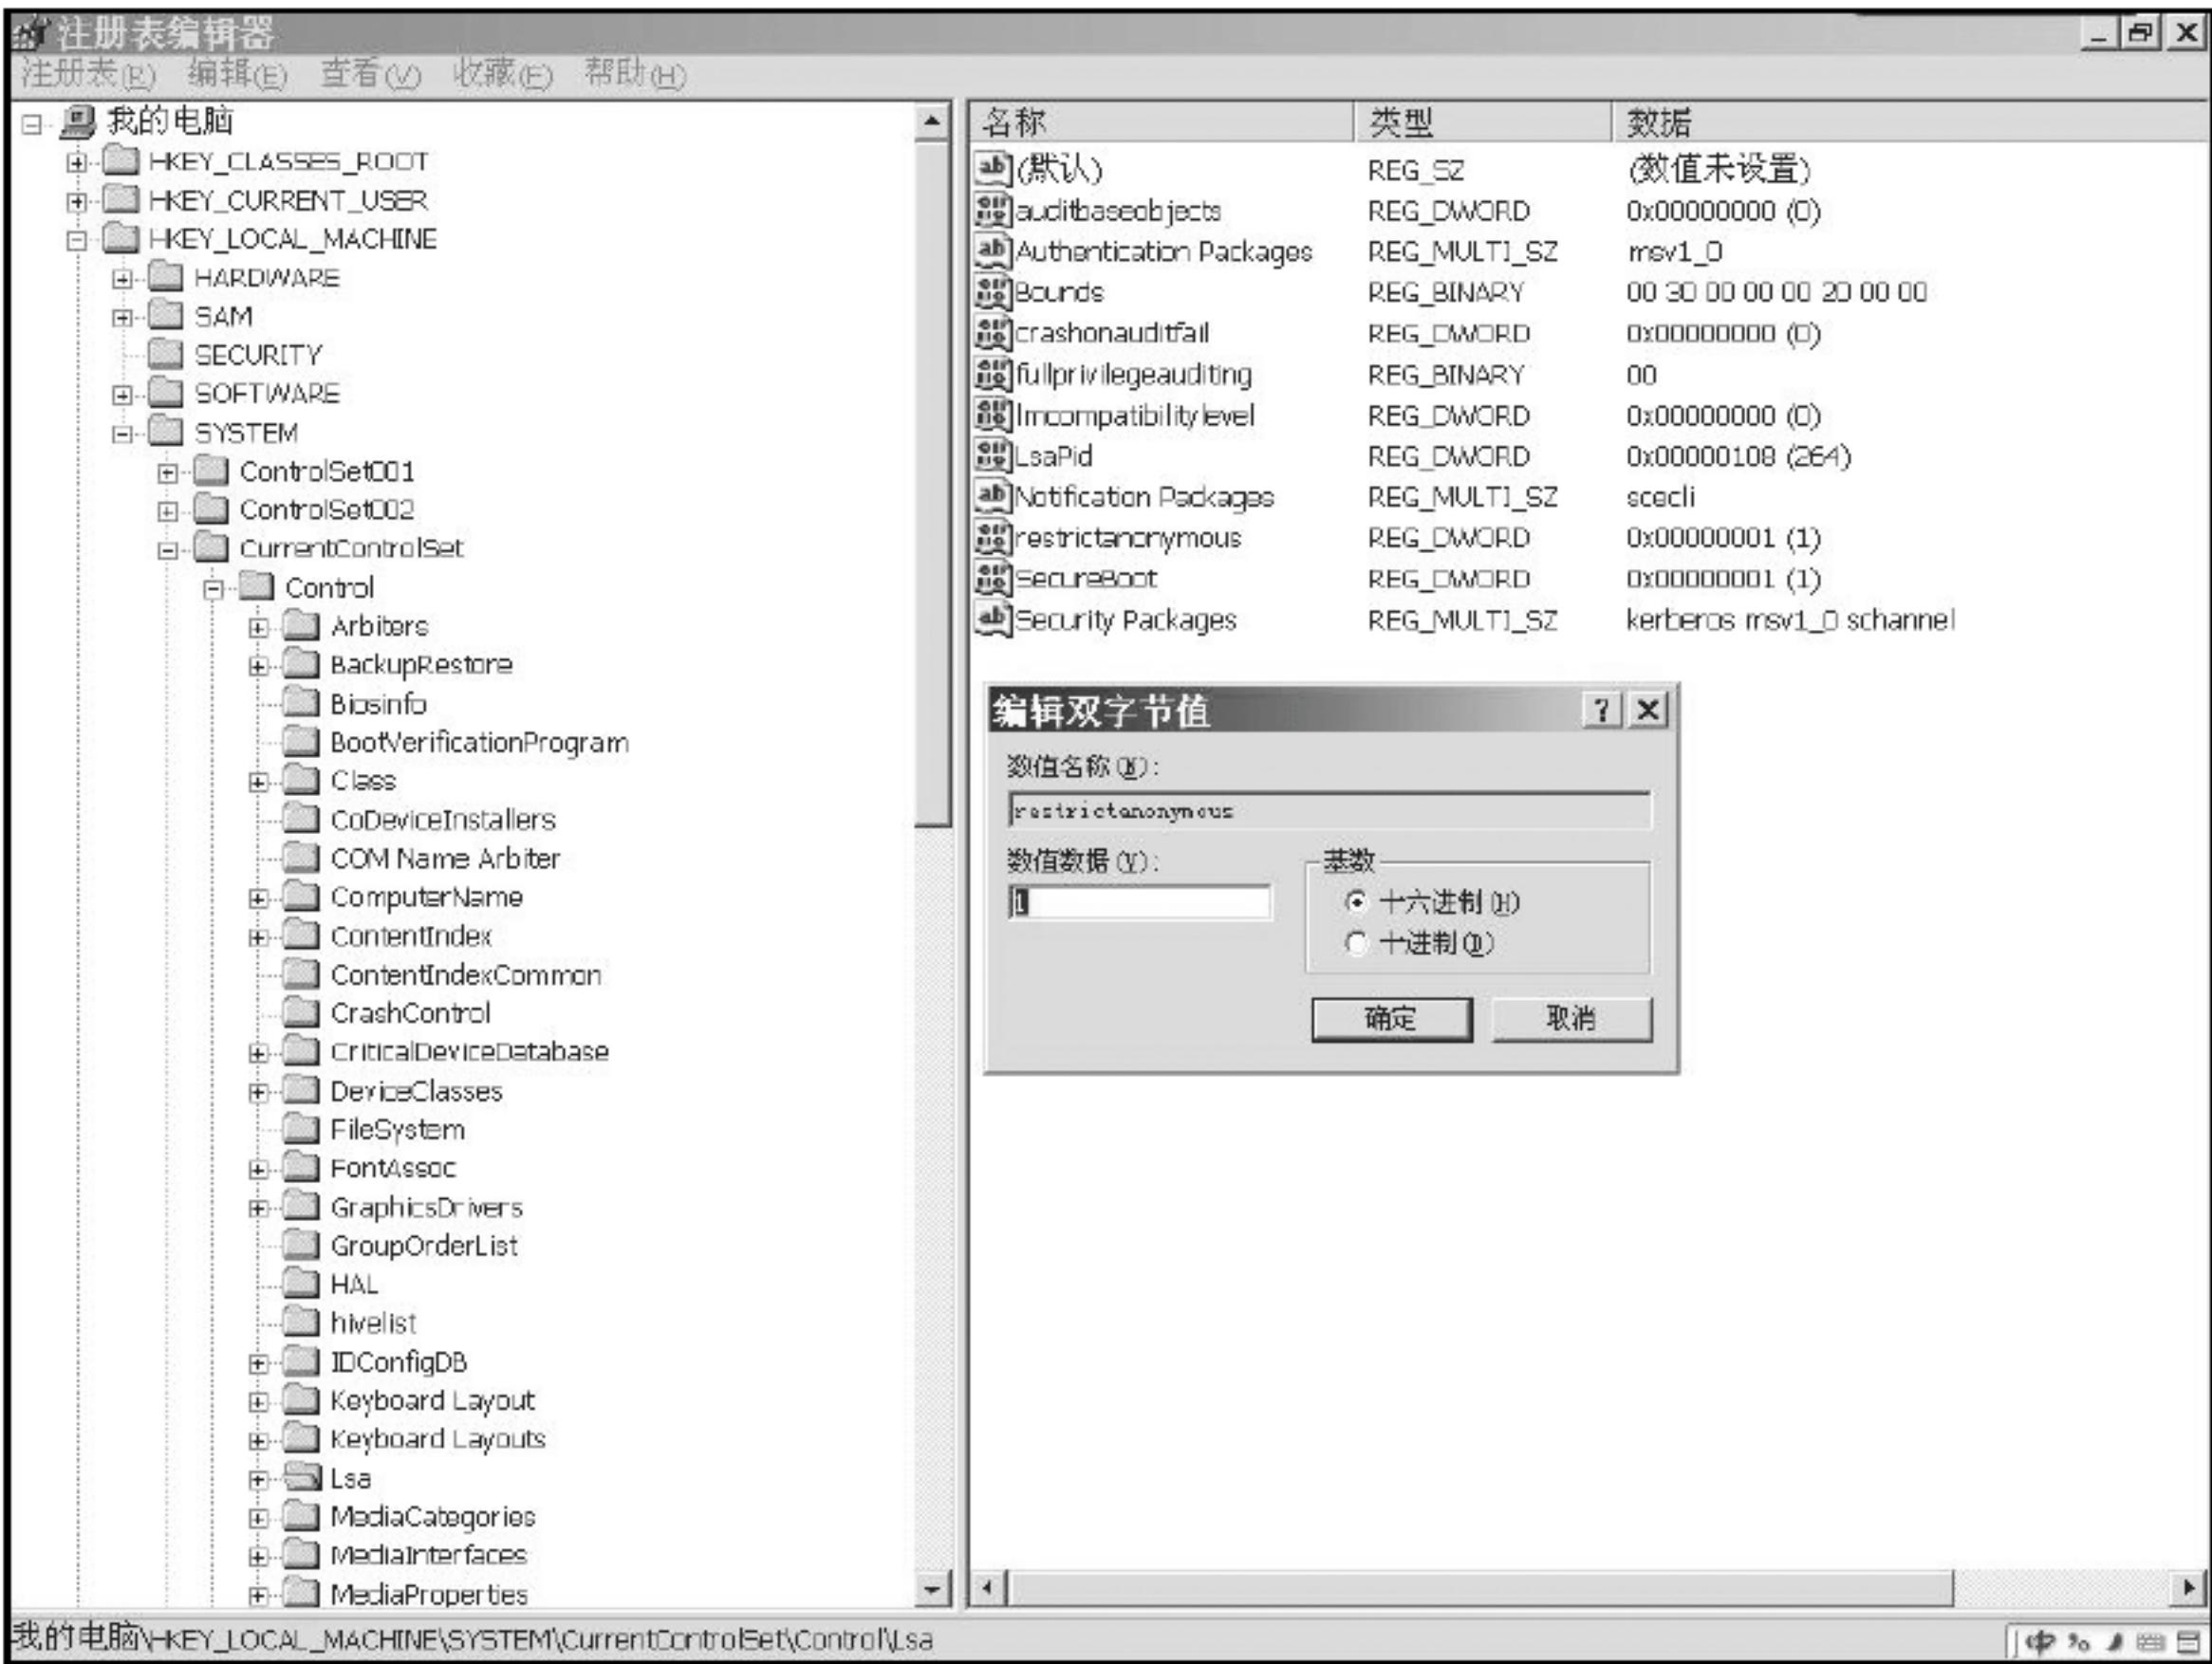 注册表编辑器
注册表(R) 编辑(E) 查看(V) 收藏(F) 帮助(H)
我的电脑
HKEY_CLASSES_ROOT
HKEY_CURRENT_USER
HKEY_LOCAL_MACHINE
HARDWARE
SAM
SECURITY
SOFTWARE
SYSTEM
ControlSet001
ControlSet002
CurrentControlSet
Control
Arbiters
BackupRestore
Biosinfo
BootVerificationProgram
Class
CoDeviceInstallers
COM Name Arbiter
ComputerName
ContentIndex
ContentIndexCommon
CrashControl
CriticalDeviceDatabase
DeviceClasses
FileSystem
FontAssoc
GraphicsDrivers
GroupOrderList
HAL
hivelist
IDConfigDB
Keyboard Layout
Keyboard Layouts
Lsa
MediaCategories
MediaInterfaces
MediaProperties
名称 类型 数据
(默认) REG_SZ (数值未设置)
auditbaseobjects REG_DWORD 0x00000000 (0)
Authentication Packages REG_MULTI_SZ msv1_0
Bounds REG_BINARY 00 30 00 00 00 20 00 00
crashonauditfail REG_DWORD 0x00000000 (0)
fullprivilegeauditing REG_BINARY 00
lmcompatibilitylevel REG_DWORD 0x00000000 (0)
LsaPid REG_DWORD 0x00000108 (264)
Notification Packages REG_MULTI_SZ scecli
restrictanonymous REG_DWORD 0x00000001 (1)
SecureBoot REG_DWORD 0x00000001 (1)
Security Packages REG_MULTI_SZ kerberos msv1_0 schannel
编辑双字节值
数值名称(N):
restrictanonymous
数值数据(V):
1
基数
十六进制(H)
十进制(D)
确定 取消
我的电脑\HKEY_LOCAL_MACHINE\SYSTEM\CurrentControlSet\Control\Lsa
中